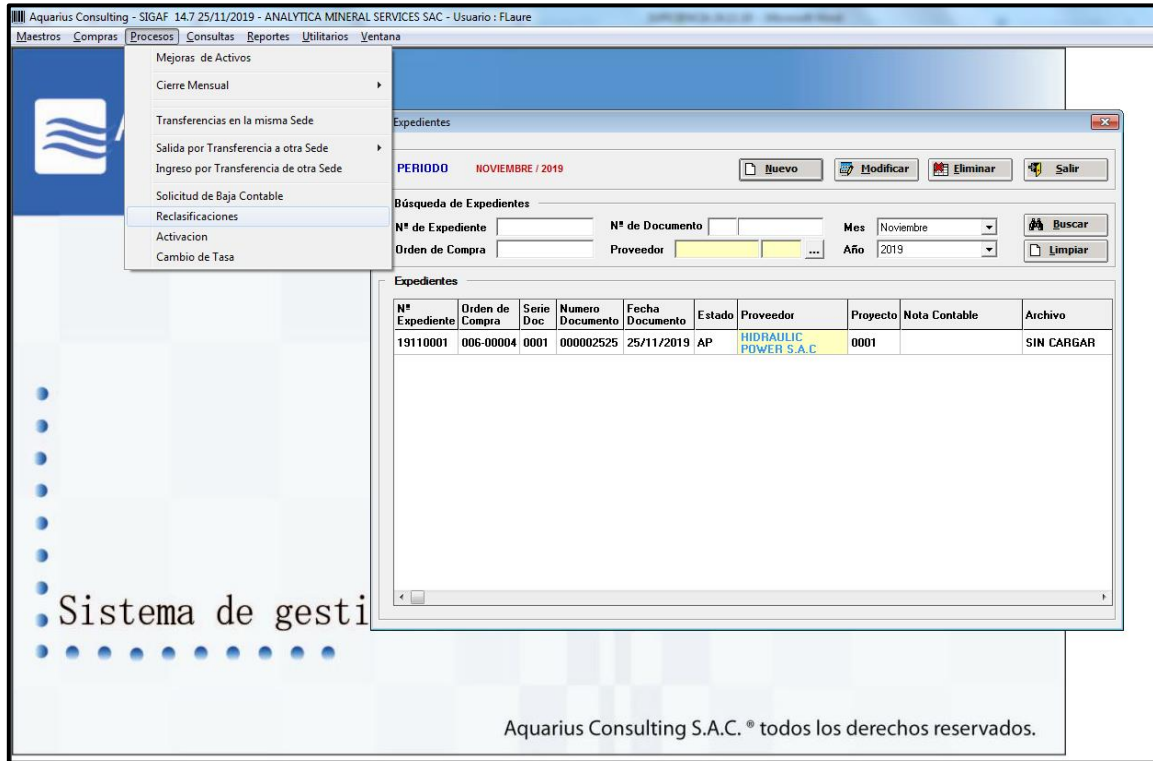 Aquarius Consulting - SIGAF 14.7 25/11/2019 - ANALYTICA MINERAL SERVICES SAC - Usuario : FLaure
Maestros Compras Procesos Consultas Reportes Utilitarios Ventana
Mejoras de Activos
Cierre Mensual
Transferencias en la misma Sede
Salida por Transferencia a otra Sede
Ingreso por Transferencia de otra Sede
Solicitud de Baja Contable
Reclasificaciones
Activacion
Cambio de Tasa
Expedientes
PERIODO NOVIEMBRE / 2019 Nuevo Modificar Eliminar Salir
Búsqueda de Expedientes
Nº de Expediente Nº de Documento Mes Noviembre Buscar
Orden de Compra Proveedor ... Año 2019 Limpiar
Expedientes
Nº Expediente Orden de Compra Serie Doc Numero Documento Fecha Documento Estado Proveedor Proyecto Nota Contable Archivo
19110001 006-00004 0001 000002525 25/11/2019 AP HIDRAULIC POWER S.A.C 0001 SIN CARGAR
Sistema de gesti
Aquarius Consulting S.A.C. ® todos los derechos reservados.